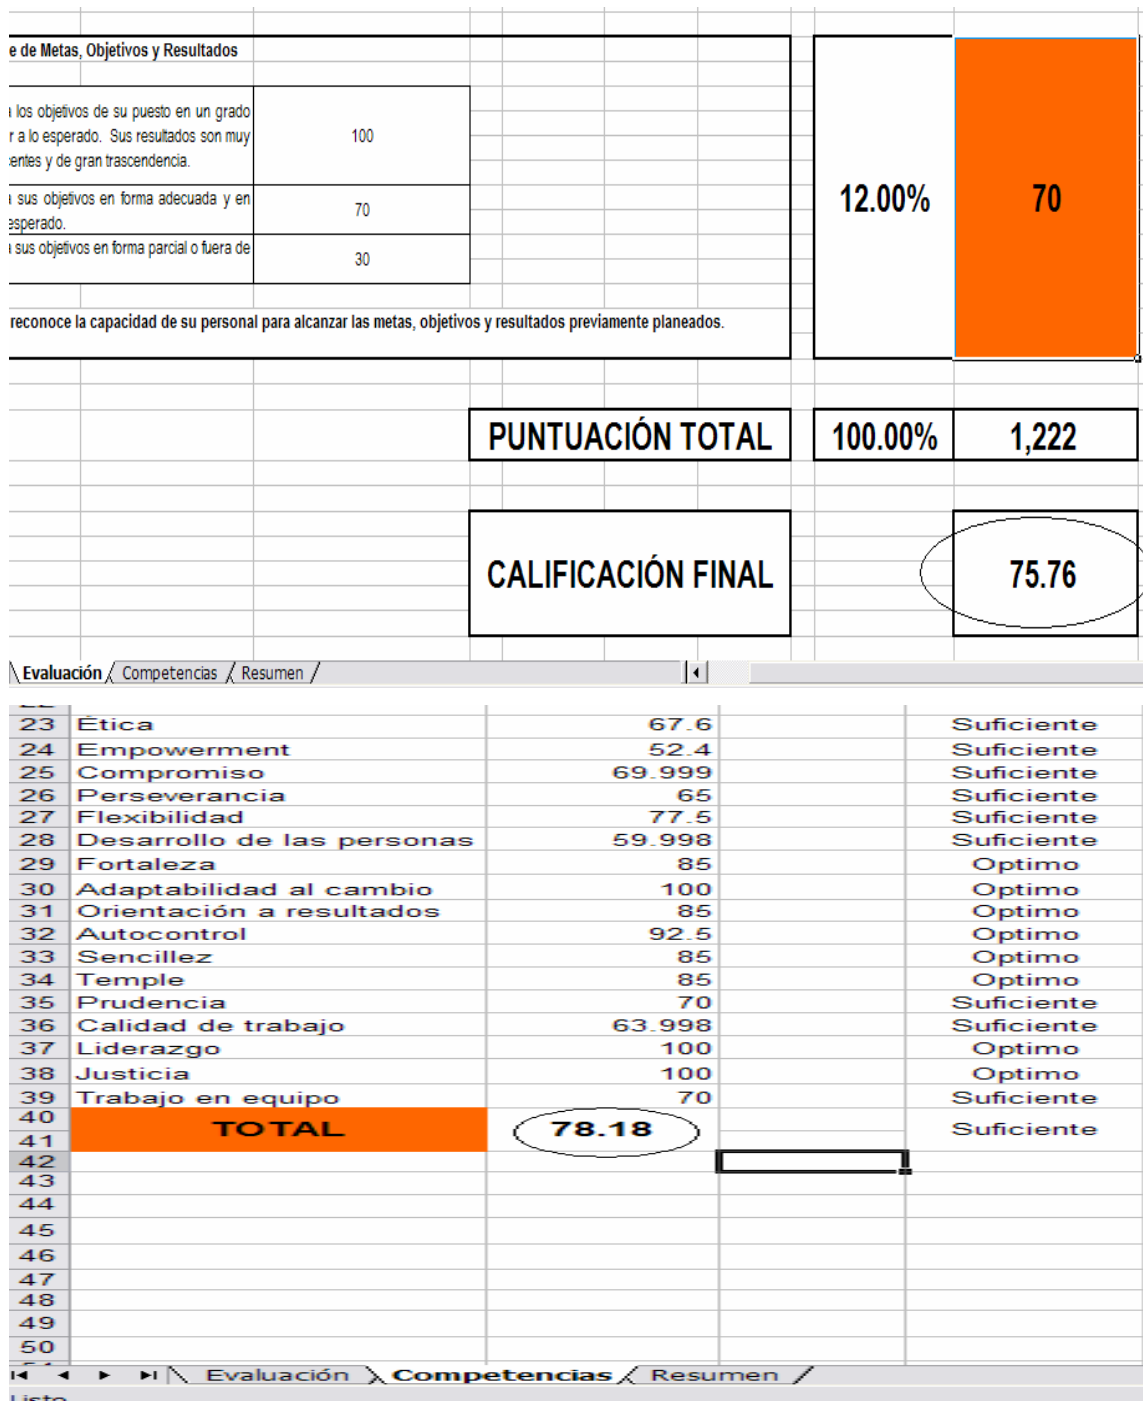 e de Metas, Objetivos y Resultados
los objetivos de su puesto en un grado
r a lo esperado. Sus resultados son muy
entes y de gran trascendencia.
100
sus objetivos en forma adecuada y en
esperado.
70
sus objetivos en forma parcial o fuera de
30
reconoce la capacidad de su personal para alcanzar las metas, objetivos y resultados previamente planeados.
12.00% 70
PUNTUACIÓN TOTAL 100.00% 1,222
CALIFICACIÓN FINAL 75.76
Evaluación Competencias Resumen
23 Ética 67.6 Suficiente
24 Empowerment 52.4 Suficiente
25 Compromiso 69.999 Suficiente
26 Perseverancia 65 Suficiente
27 Flexibilidad 77.5 Suficiente
28 Desarrollo de las personas 59.998 Suficiente
29 Fortaleza 85 Optimo
30 Adaptabilidad al cambio 100 Optimo
31 Orientación a resultados 85 Optimo
32 Autocontrol 92.5 Optimo
33 Sencillez 85 Optimo
34 Temple 85 Optimo
35 Prudencia 70 Suficiente
36 Calidad de trabajo 63.998 Suficiente
37 Liderazgo 100 Optimo
38 Justicia 100 Optimo
39 Trabajo en equipo 70 Suficiente
40
TOTAL 78.18 Suficiente
41
42
43
44
45
46
47
48
49
50
Evaluación Competencias Resumen